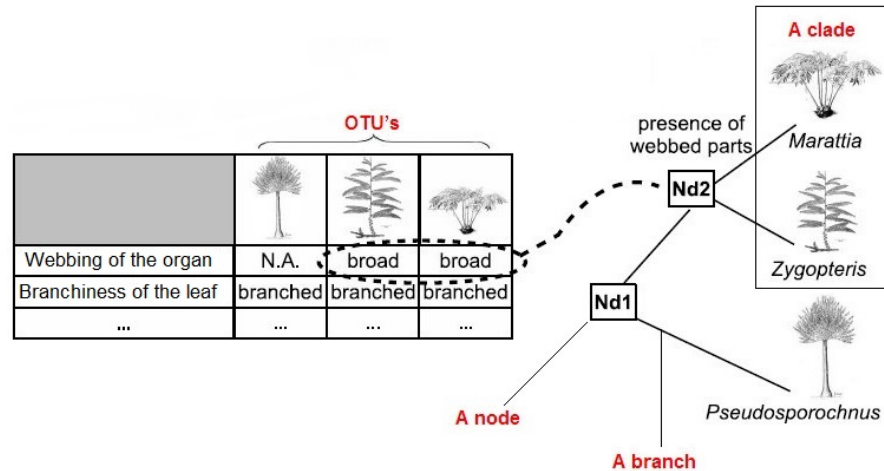 A clade
OTU's
presence of
webbed parts
Marattia
Nd2
Webbing of the organ N.A. broad broad
Zygopteris
Branchiness of the leaf branched branched branched
... ... ... ...
Nd1
A node
Pseudosporochnus
A branch